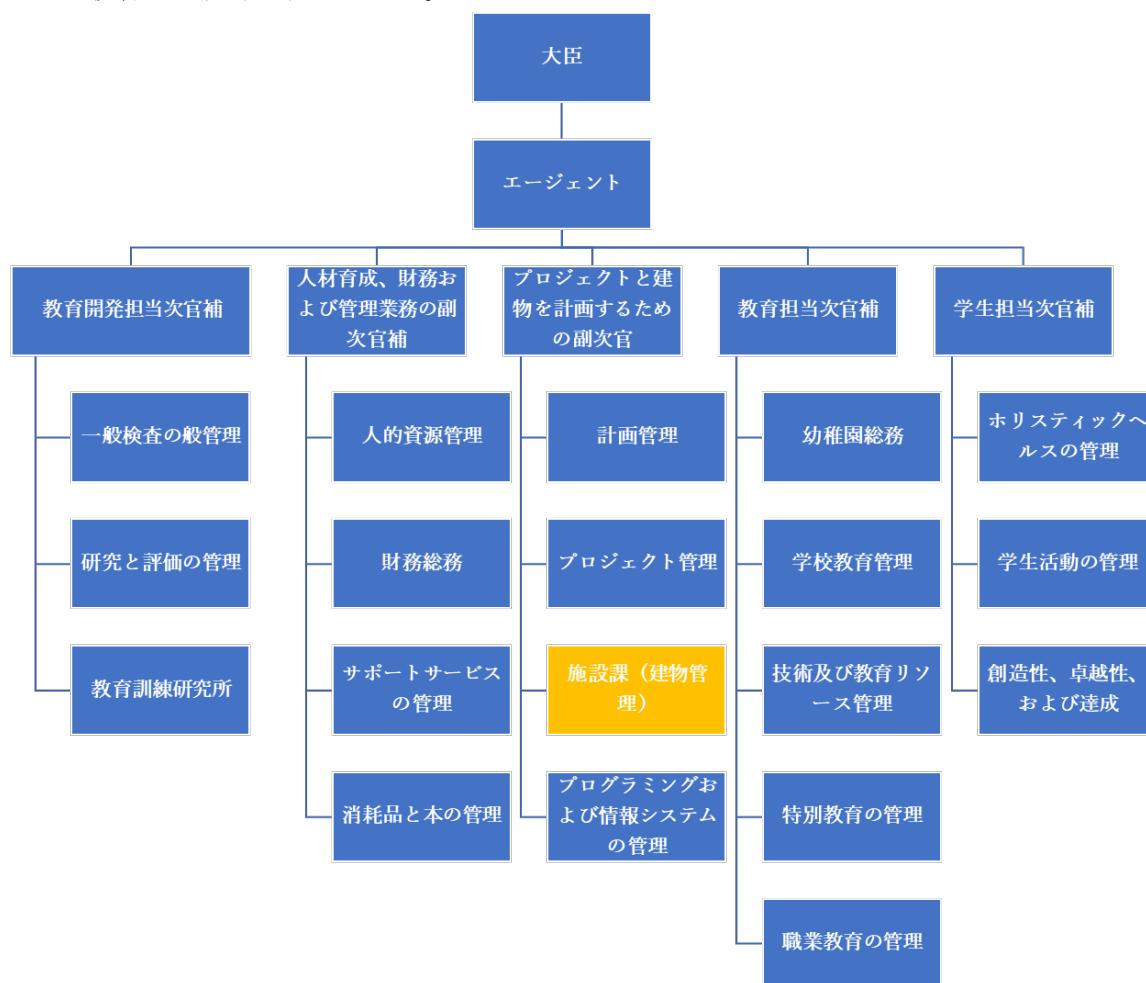 大臣
エージェント
教育開発担当次官補
人材育成、財務お
よび管理業務の副
次官補
プロジェクトと建
物を計画するため
の副次官
教育担当次官補
学生担当次官補
一般検査の般管理
人的資源管理
計画管理
幼稚園総務
ホリスティックヘ
ルスの管理
研究と評価の管理
財務総務
プロジェクト管理
学校教育管理
学生活動の管理
教育訓練研究所
サポートサービス
の管理
施設課（建物管
理）
技術及び教育リソ
ース管理
創造性、卓越性、
および達成
消耗品と本の管理
プログラミングお
よび情報システム
の管理
特別教育の管理
職業教育の管理